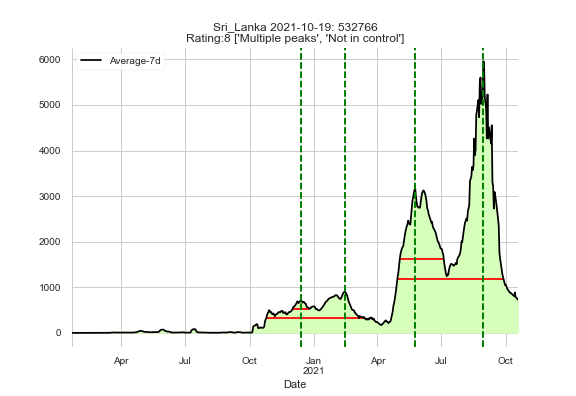 Sri_Lanka 2021-10-19: 532766
Rating:8 ['Multiple peaks', 'Not in control']
Average-7d
6000
5000
4000
3000
2000
1000
0
Apr Jul Oct Jan Apr Jul Oct
2021
Date